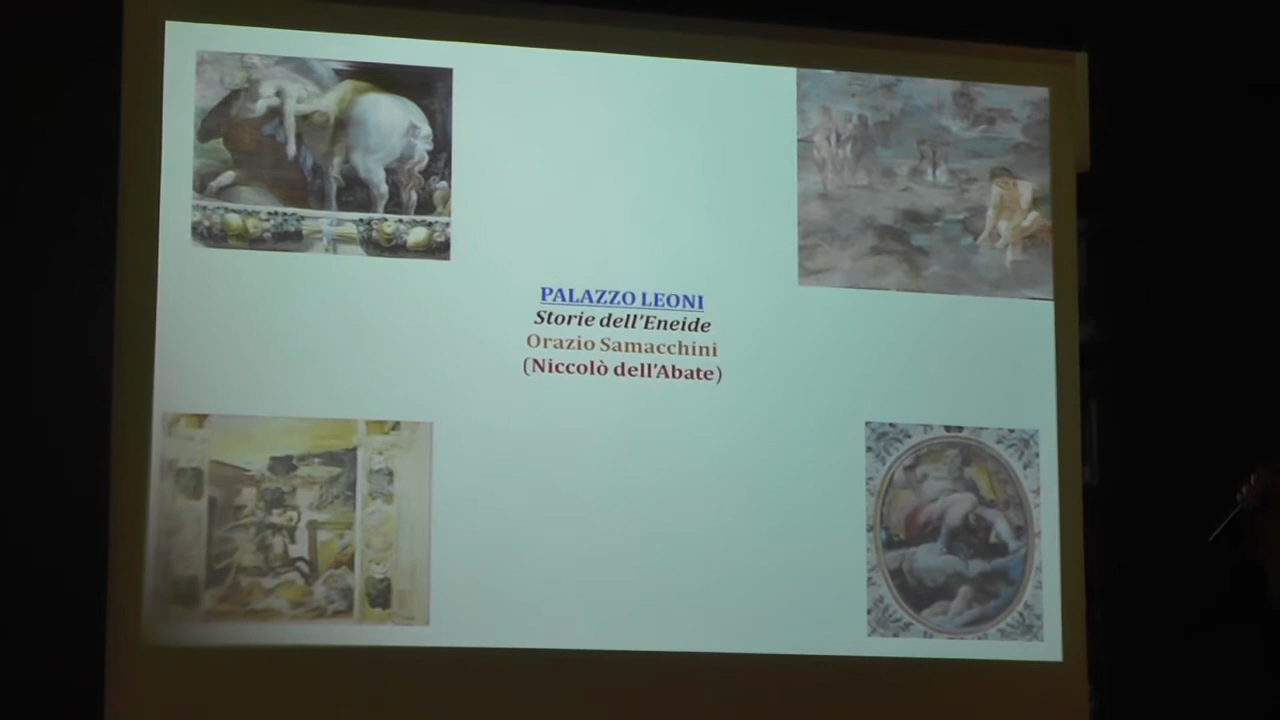 PALAZZO LEONI
Storie dell'Eneide
Orazio Samacchini
(Niccolò dell'Abate)